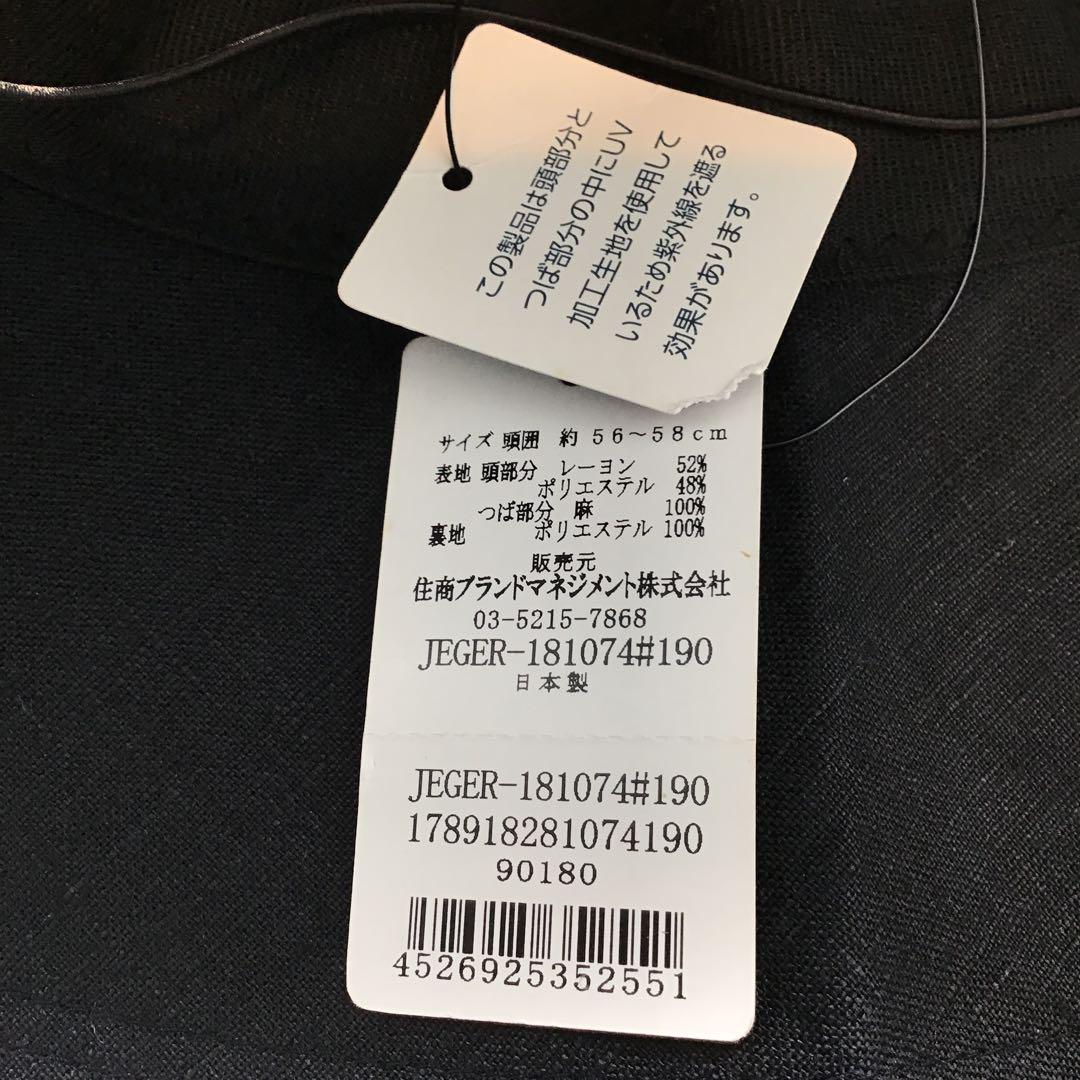 この製品は頭部分と
つば部分の中にUV
加工生地を使用して
いるため紫外線を遮る
効果があります。
サイズ 頭囲 約 56～58cm
表地 頭部分 レーヨン 52%
ポリエステル 48%
つば部分 麻 100%
裏地 ポリエステル 100%
販売元
住商ブランドマネジメント株式会社
03-5215-7868
JEGER-181074#190
日本製
JEGER-181074#190
178918281074190
90180
4526925352551